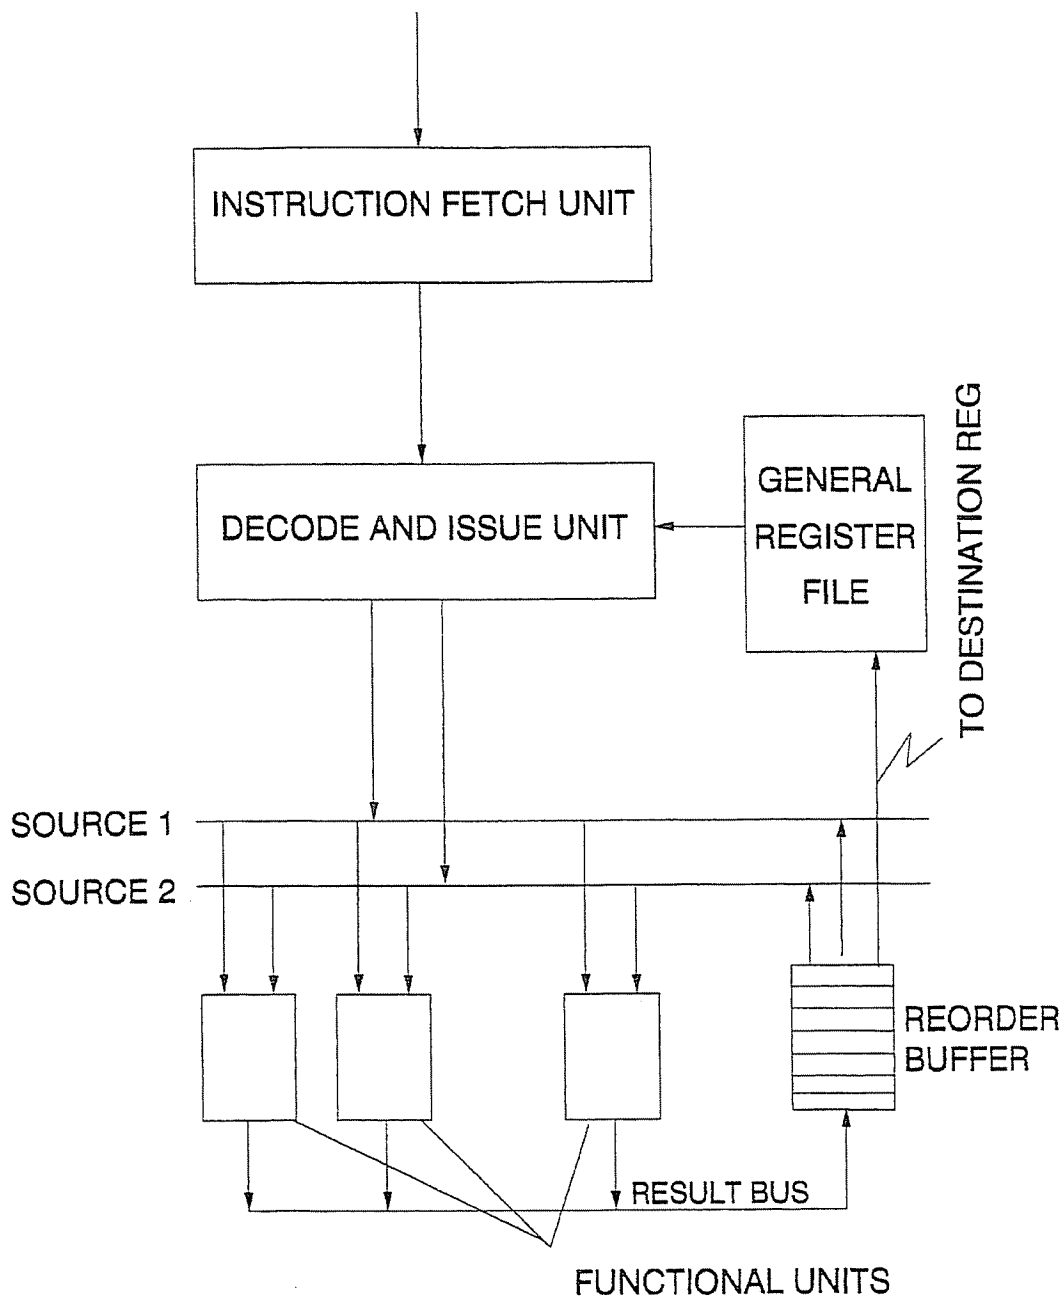 INSTRUCTION FETCH UNIT
DECODE AND ISSUE UNIT
GENERAL
REGISTER
FILE
TO DESTINATION REG
SOURCE 1
SOURCE 2
REORDER
BUFFER
RESULT BUS
FUNCTIONAL UNITS